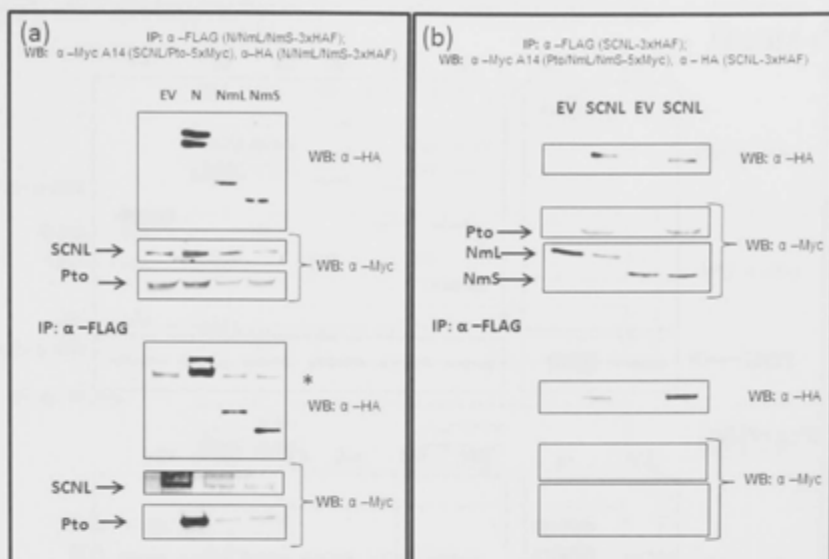 (a)
IP: α –FLAG (N/NmL/NmS-3xHAF);
WB: α –Myc A14 (SCNL/Pto-5xMyc), α–HA (N/NmL/NmS-3xHAF)
EV N NmL NmS
WB: α –HA
SCNL
Pto
WB: α –Myc
IP: α –FLAG
*
WB: α –HA
SCNL
Pto
WB: α –Myc
(b)
IP: α –FLAG (SCNL-3xHAF);
WB: α –Myc A14 (Pto/NmL/NmS-5xMyc), α – HA (SCNL-3xHAF)
EV SCNL EV SCNL
WB: α –HA
Pto
NmL
NmS
WB: α –Myc
IP: α –FLAG
WB: α –HA
WB: α –Myc